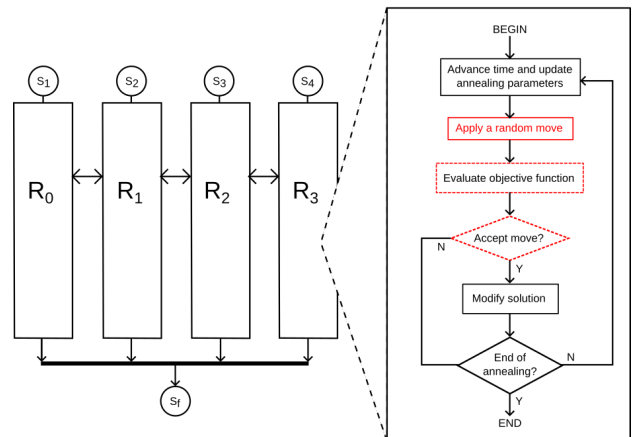 S1 S2 S3 S4
R0 R1 R2 R3
Sf
BEGIN
Advance time and update
annealing parameters
Apply a random move
Evaluate objective function
Accept move?
N
Y
Modify solution
End of
annealing?
N
Y
END